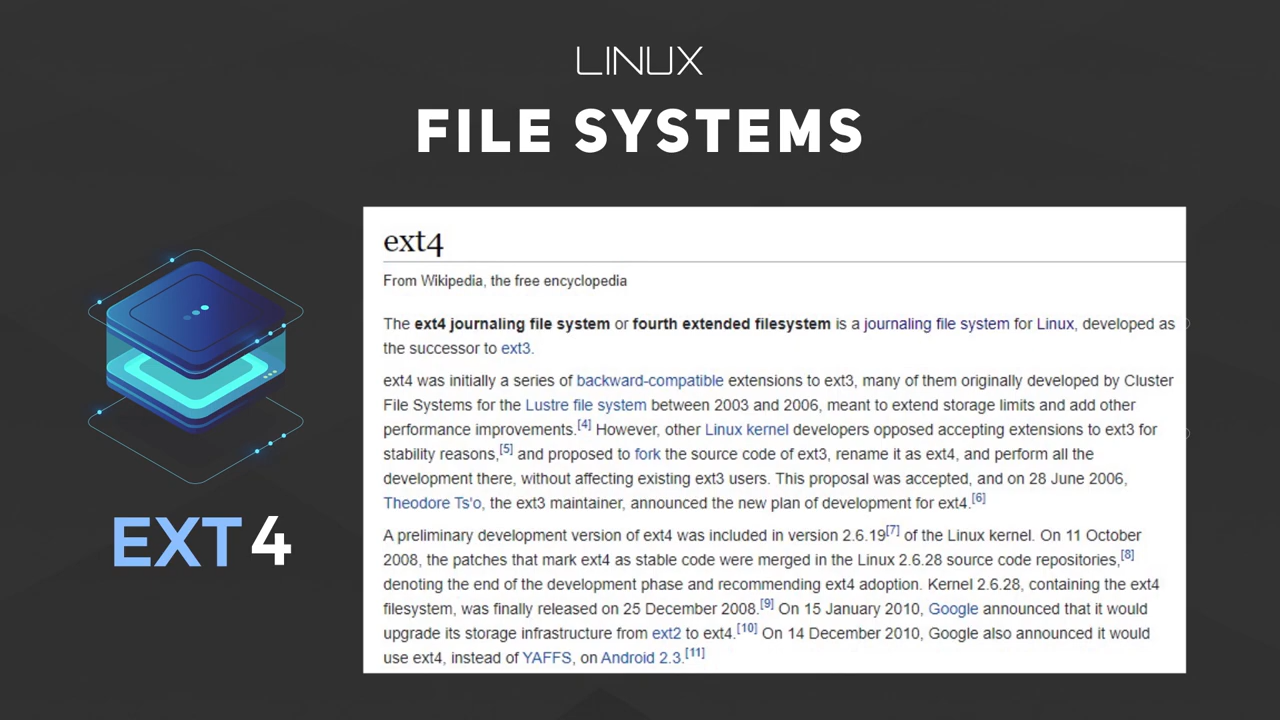 LINUX
FILE SYSTEMS
ext4
From Wikipedia, the free encyclopedia
The ext4 journaling file system or fourth extended filesystem is a journaling file system for Linux, developed as
the successor to ext3.
ext4 was initially a series of backward-compatible extensions to ext3, many of them originally developed by Cluster
File Systems for the Lustre file system between 2003 and 2006, meant to extend storage limits and add other
performance improvements.[4] However, other Linux kernel developers opposed accepting extensions to ext3 for
stability reasons,[5] and proposed to fork the source code of ext3, rename it as ext4, and perform all the
development there, without affecting existing ext3 users. This proposal was accepted, and on 28 June 2006,
Theodore Ts'o, the ext3 maintainer, announced the new plan of development for ext4.[6]
A preliminary development version of ext4 was included in version 2.6.19[7] of the Linux kernel. On 11 October
2008, the patches that mark ext4 as stable code were merged in the Linux 2.6.28 source code repositories,[8]
denoting the end of the development phase and recommending ext4 adoption. Kernel 2.6.28, containing the ext4
filesystem, was finally released on 25 December 2008.[9] On 15 January 2010, Google announced that it would
upgrade its storage infrastructure from ext2 to ext4.[10] On 14 December 2010, Google also announced it would
use ext4, instead of YAFFS, on Android 2.3.[11]
EXT4